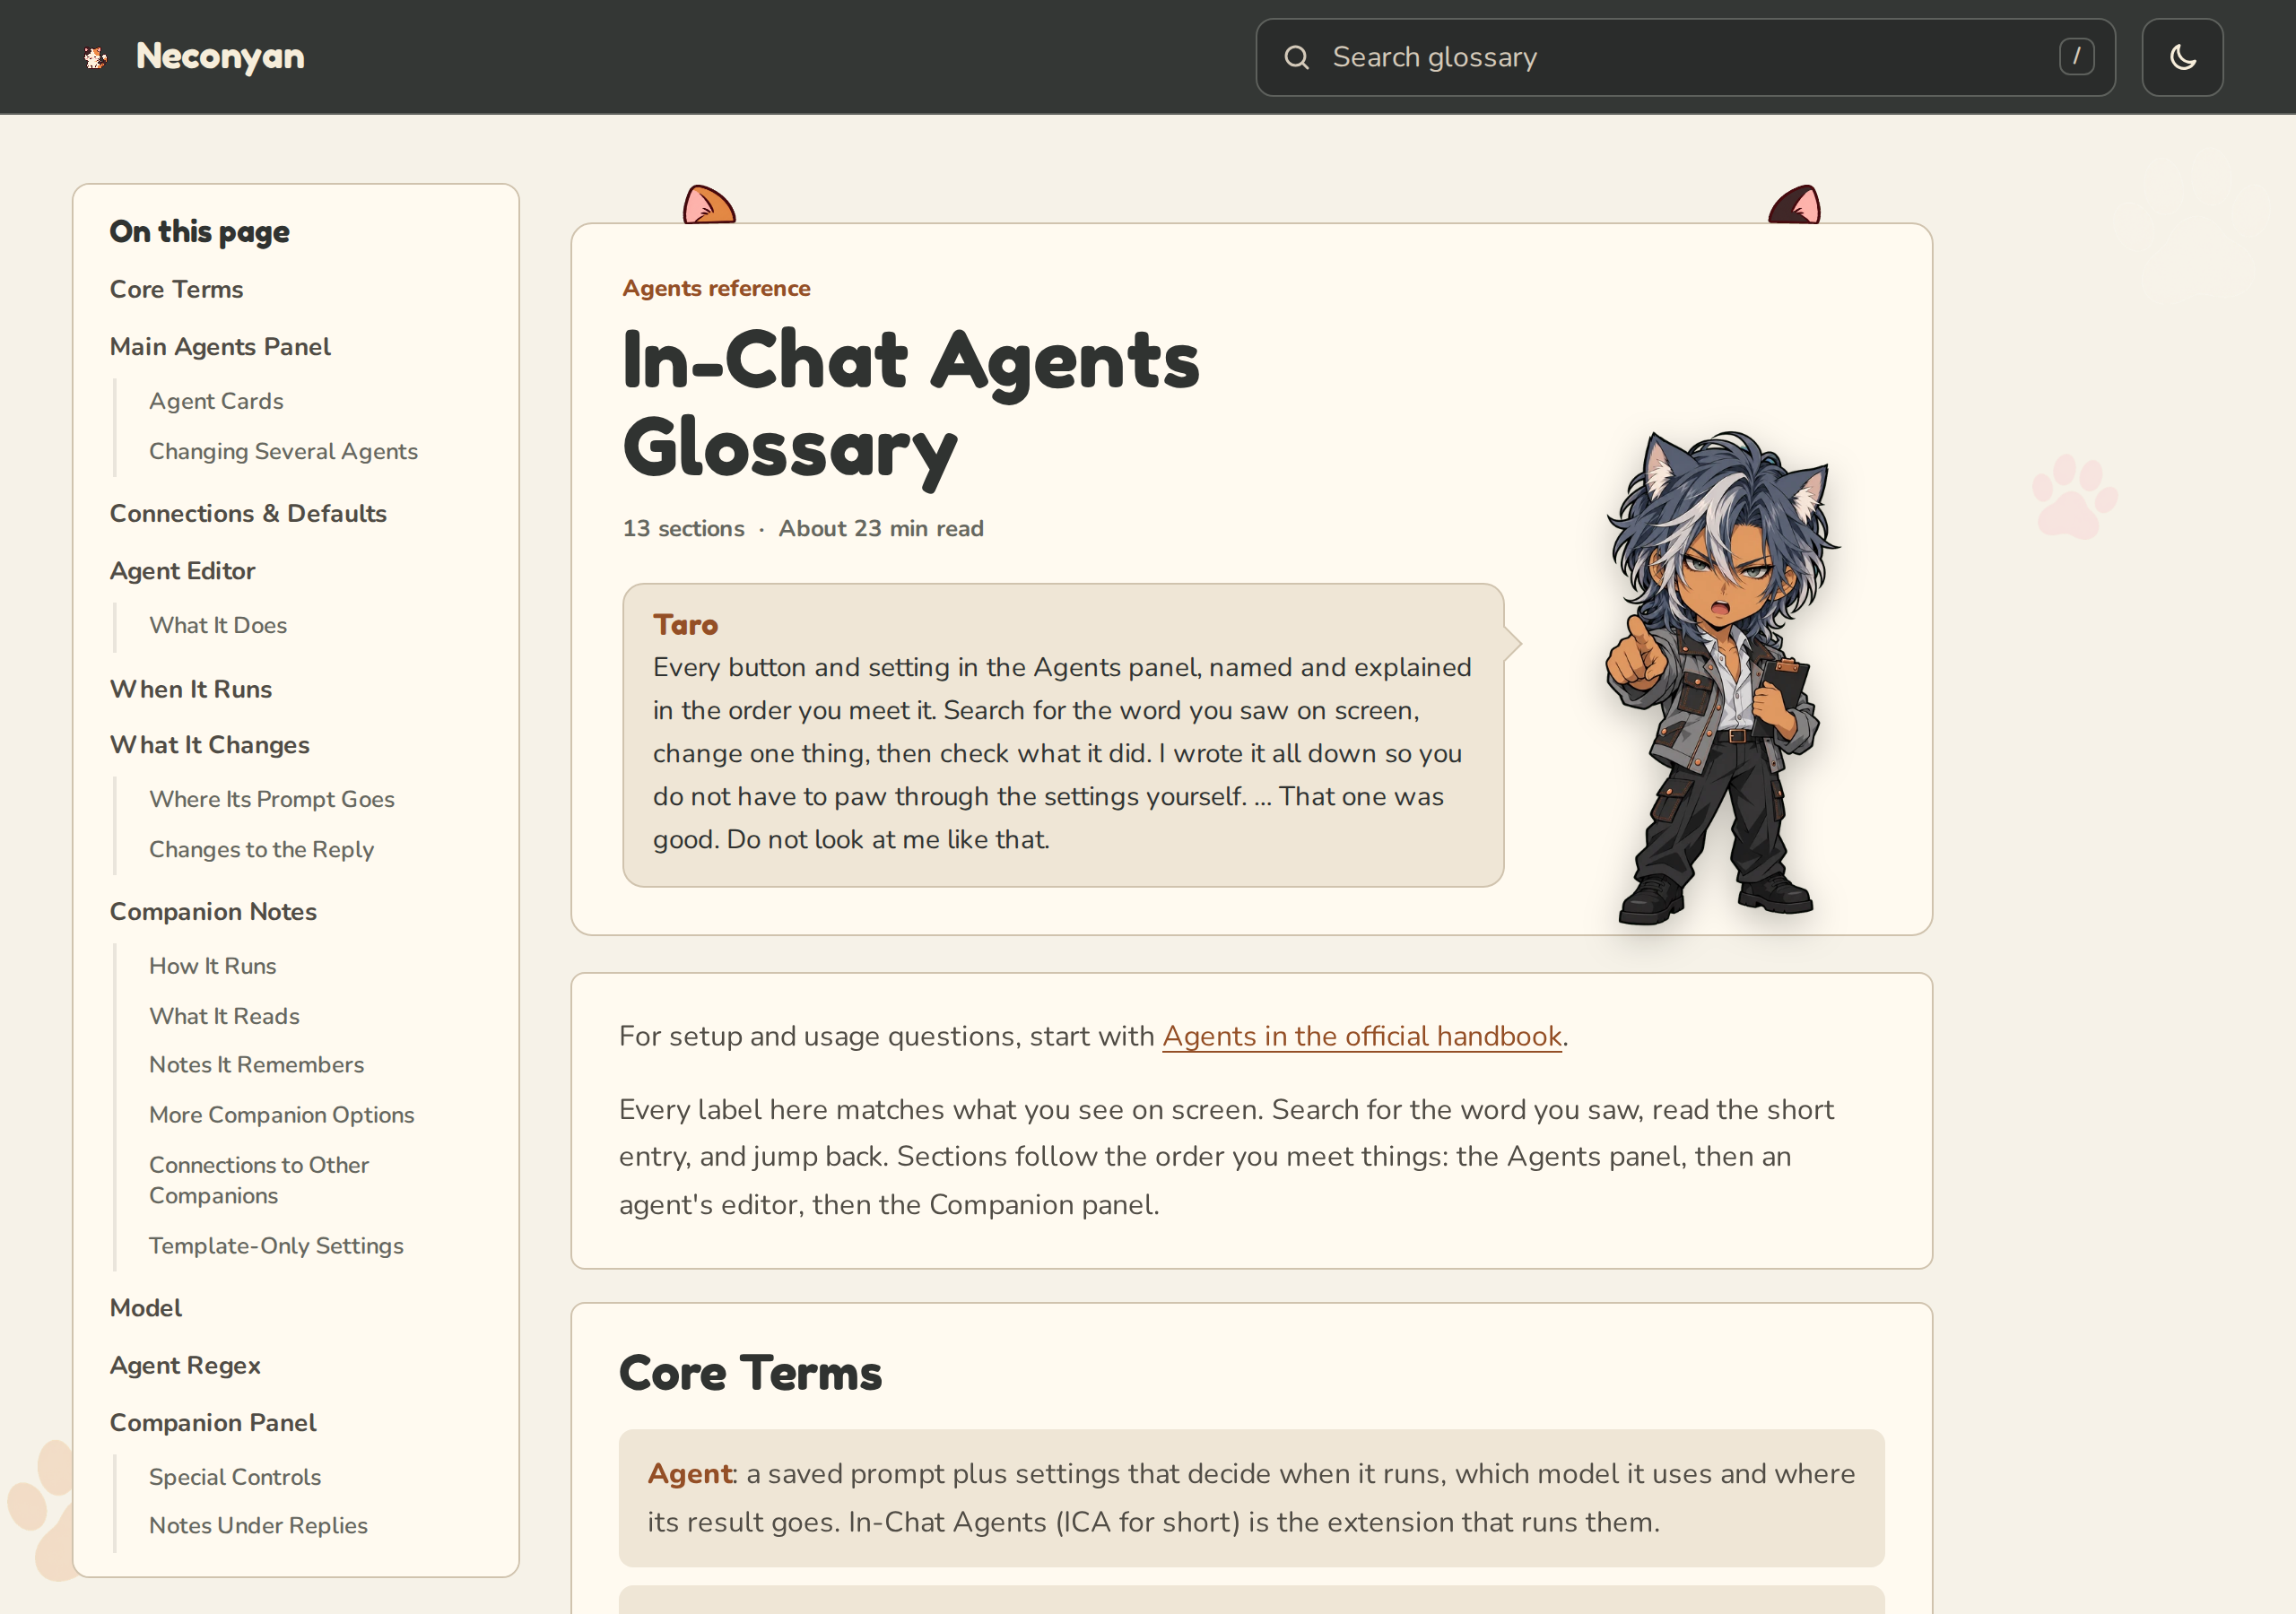 Neconyan
Search glossary
/
On this page
Core Terms
Main Agents Panel
Agent Cards
Changing Several Agents
Connections & Defaults
Agent Editor
What It Does
When It Runs
What It Changes
Where Its Prompt Goes
Changes to the Reply
Companion Notes
How It Runs
What It Reads
Notes It Remembers
More Companion Options
Connections to Other
Companions
Template-Only Settings
Model
Agent Regex
Companion Panel
Special Controls
Notes Under Replies
Agents reference
In-Chat Agents
Glossary
13 sections · About 23 min read
Taro
Every button and setting in the Agents panel, named and explained
in the order you meet it. Search for the word you saw on screen,
change one thing, then check what it did. I wrote it all down so you
do not have to paw through the settings yourself. ... That one was
good. Do not look at me like that.
For setup and usage questions, start with Agents in the official handbook.
Every label here matches what you see on screen. Search for the word you saw, read the short
entry, and jump back. Sections follow the order you meet things: the Agents panel, then an
agent's editor, then the Companion panel.
Core Terms
Agent: a saved prompt plus settings that decide when it runs, which model it uses and where
its result goes. In-Chat Agents (ICA for short) is the extension that runs them.